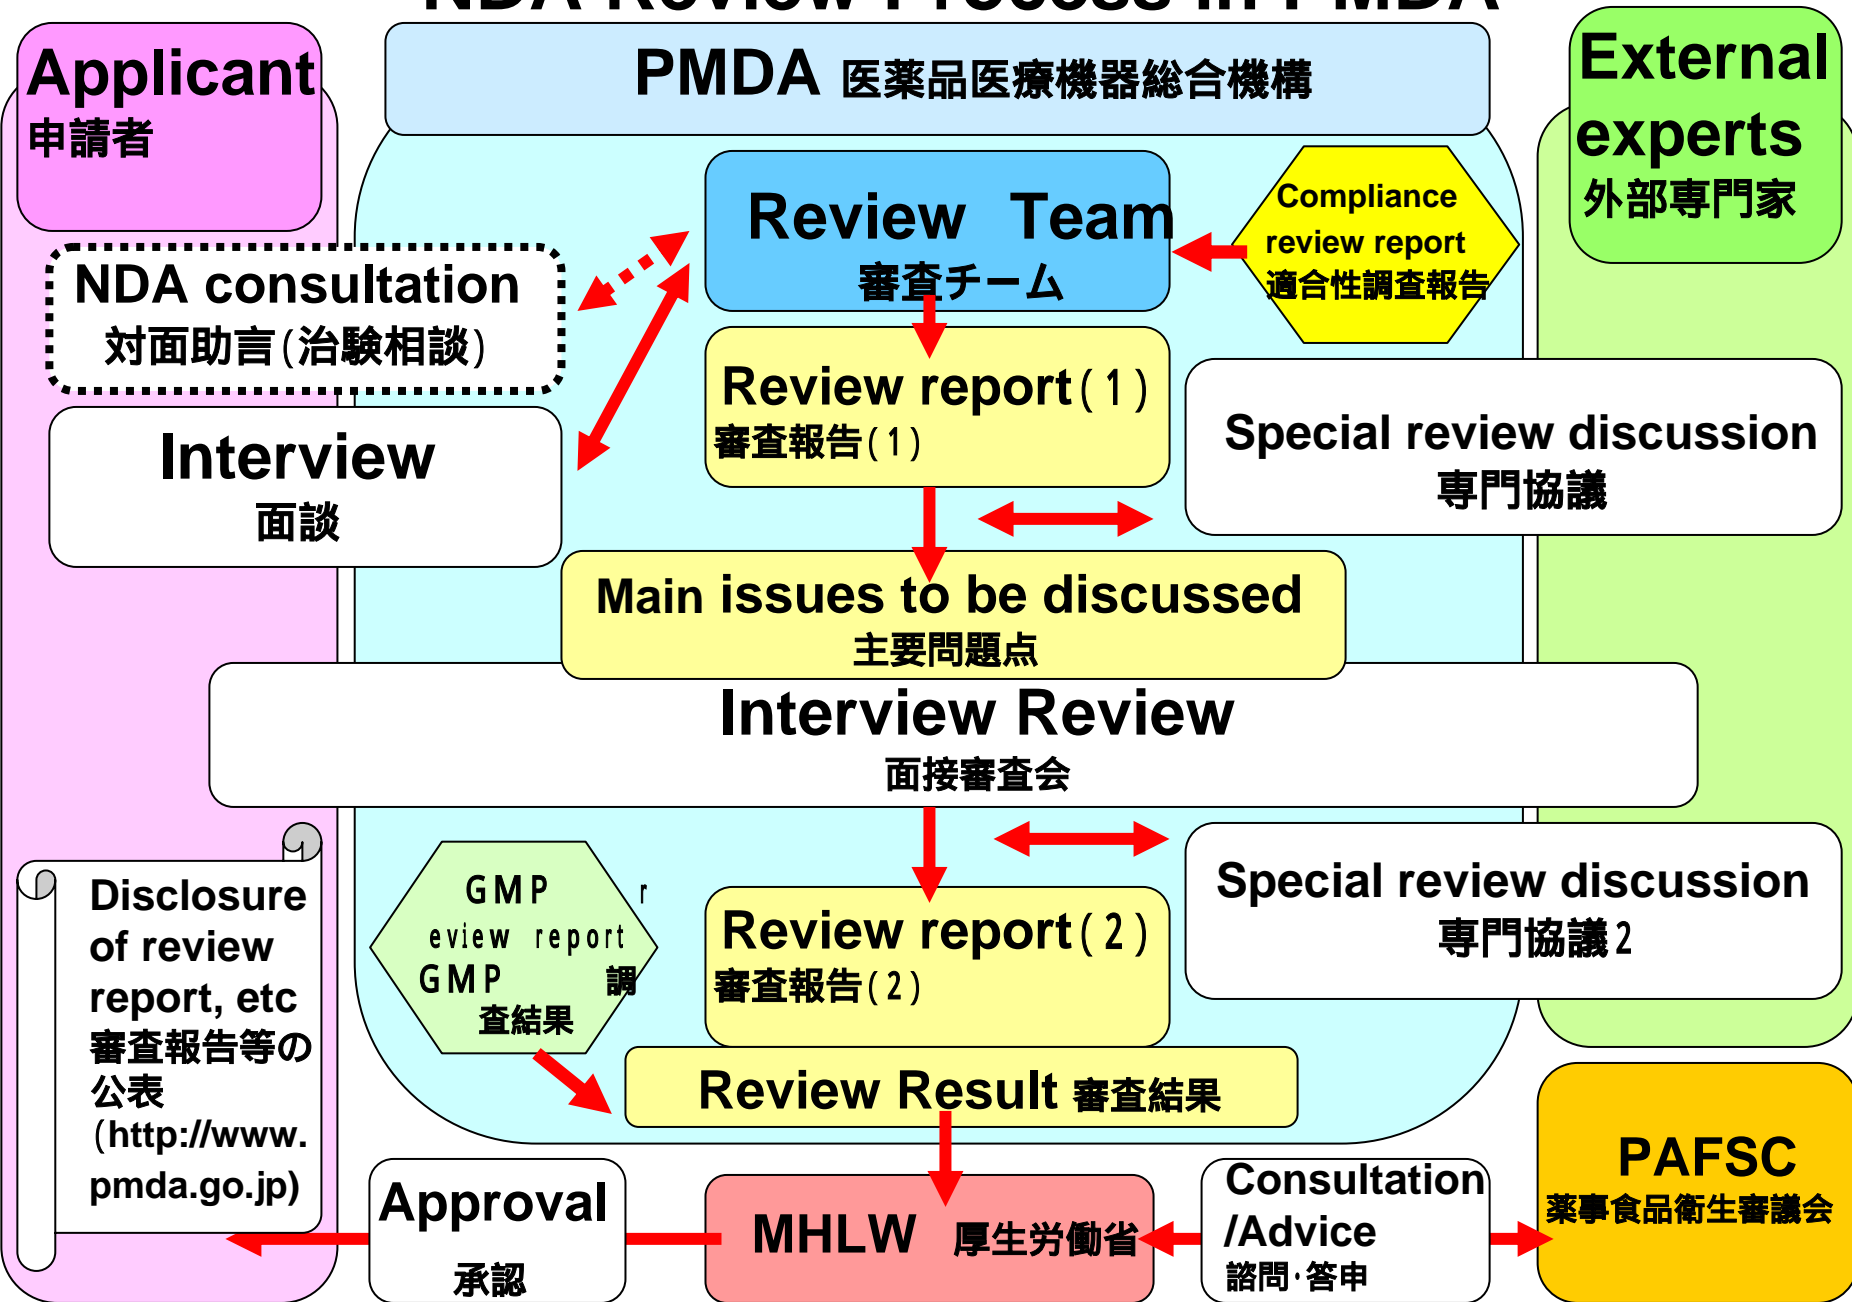 NDA Review Process in PMDA
Applicant
申請者
PMDA 医薬品医療機器総合機構
External
experts
外部専門家
Review Team
審査チーム
Compliance
review report
適合性調査報告
NDA consultation
対面助言(治験相談)
Interview
面談
Review report(1)
審査報告(1)
Special review discussion
専門協議
Main issues to be discussed
主要問題点
Interview Review
面接審査会
Disclosure
of review
report, etc
審査報告等の
公表
(http://www.
pmda.go.jp)
GMP r
eview report
GMP 調
査結果
Review report(2)
審査報告(2)
Special review discussion
専門協議2
Review Result 審査結果
Approval
承認
MHLW 厚生労働省
Consultation
/Advice
諮問・答申
PAFSC
薬事食品衛生審議会